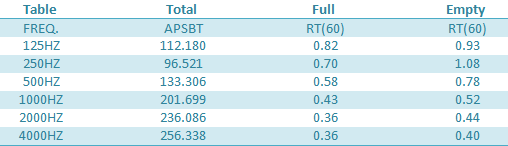 Table Total Full Empty
FREQ. APSBT RT(60) RT(60)
125HZ 112.180 0.82 0.93
250HZ 96.521 0.70 1.08
500HZ 133.306 0.58 0.78
1000HZ 201.699 0.43 0.52
2000HZ 236.086 0.36 0.44
4000HZ 256.338 0.36 0.40